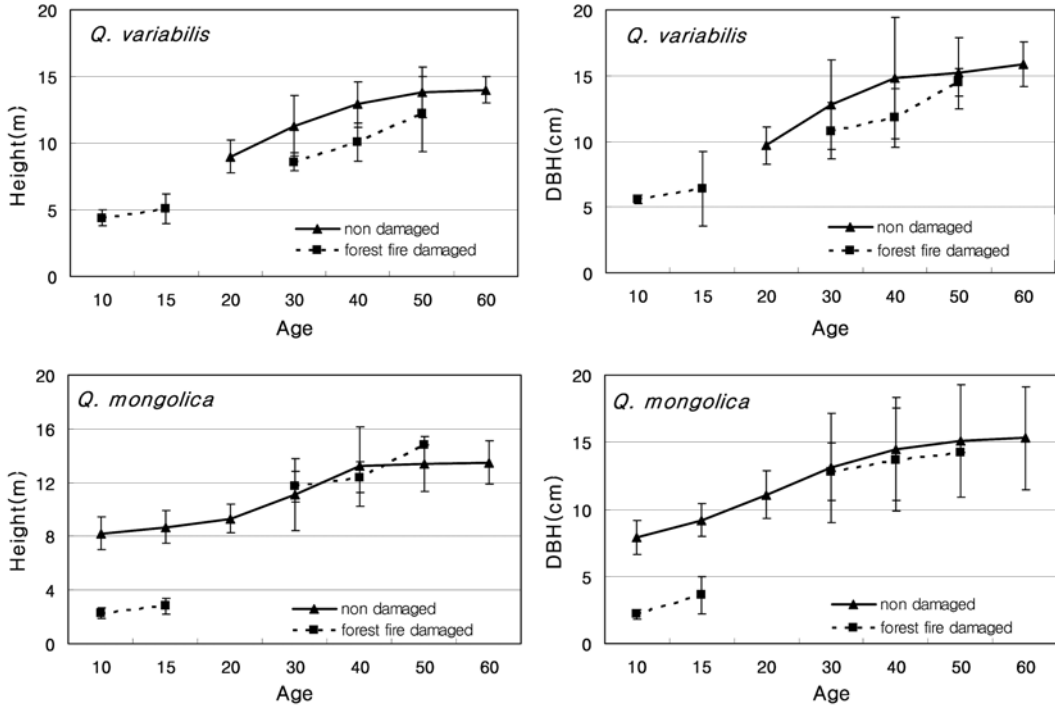 Q. variabilis
Height(m)
20
15
10
5
0
non damaged
forest fire damaged
10 15 20 30 40 50 60
Age
Q. variabilis
DBH(cm)
20
15
10
5
0
non damaged
forest fire damaged
10 15 20 30 40 50 60
Age
Q. mongolica
Height(m)
20
16
12
8
4
0
non damaged
forest fire damaged
10 15 20 30 40 50 60
Age
Q. mongolica
DBH(cm)
20
15
10
5
0
non damaged
forest fire damaged
10 15 20 30 40 50 60
Age